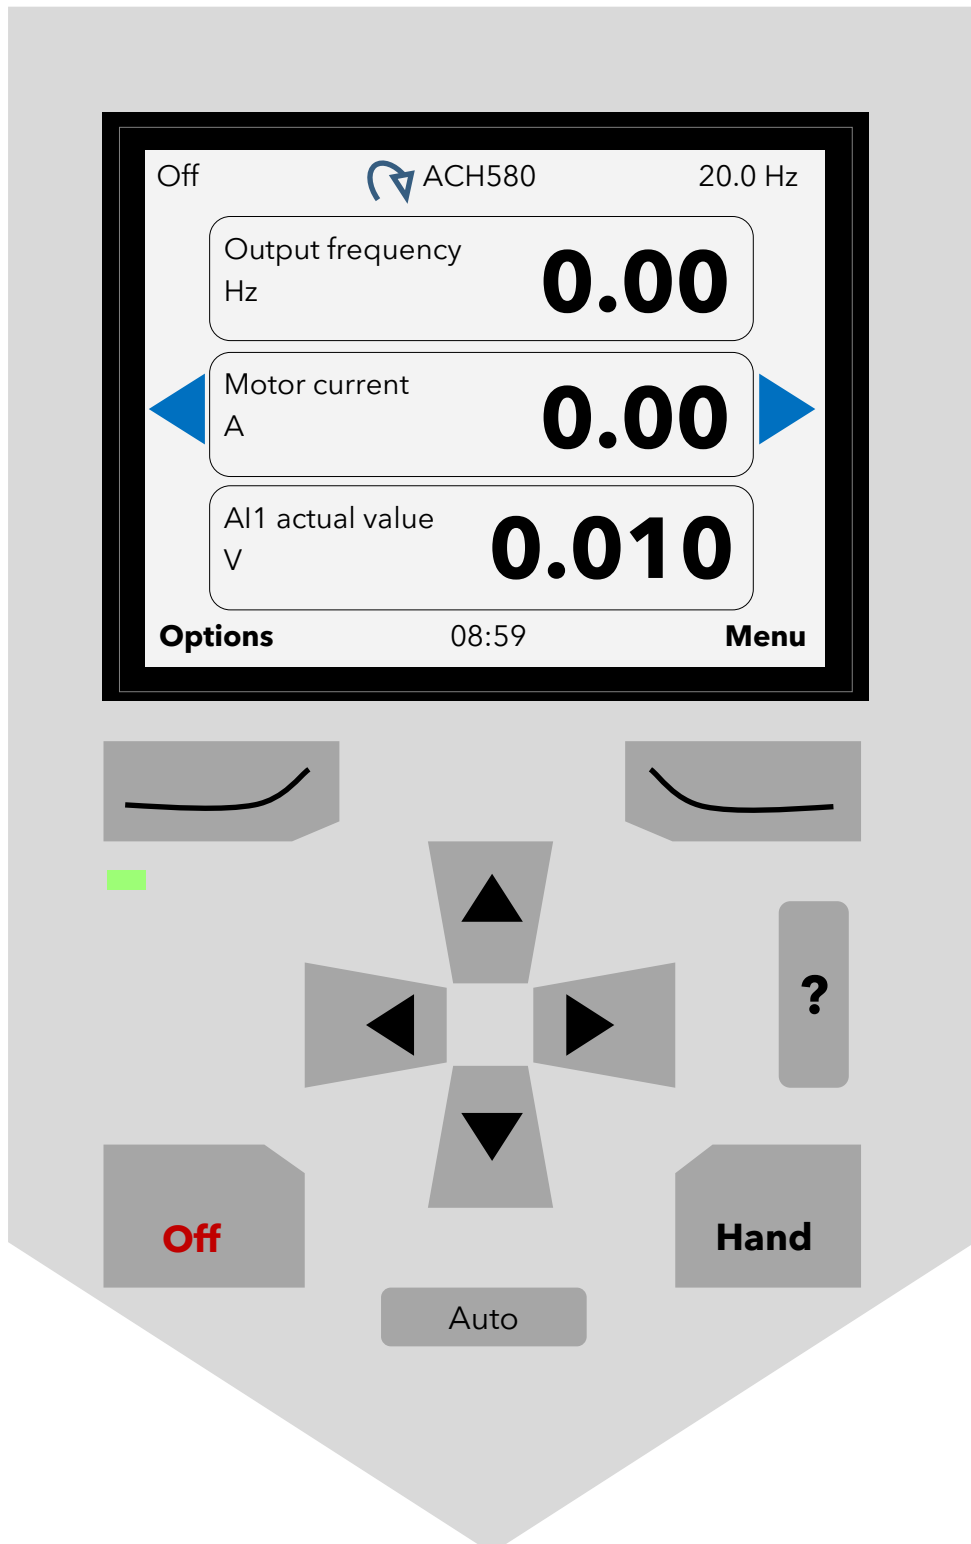 Off ACH580 20.0 Hz
Output frequency
Hz
0.00
Motor current
A
0.00
AI1 actual value
V
0.010
Options 08:59 Menu
?
Off
Hand
Auto